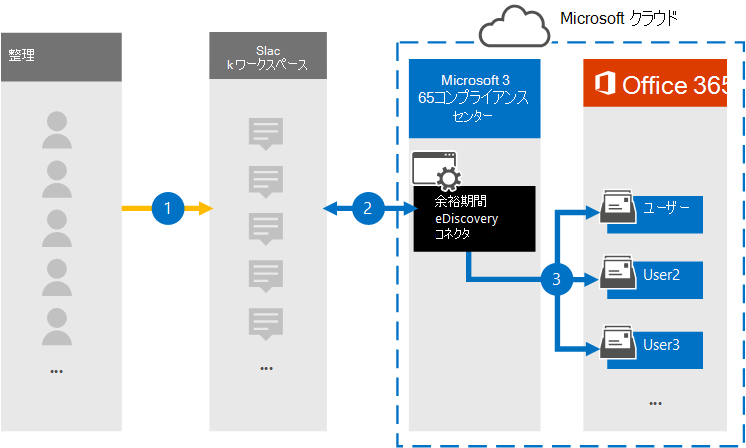 Microsoft クラウド
整理
Slac
kワークスペース
Microsoft 3
65コンプライアンス
センター
Office 365
余裕期間
eDiscovery
コネクタ
1
2
3
ユーザー
User2
User3
...
...
...